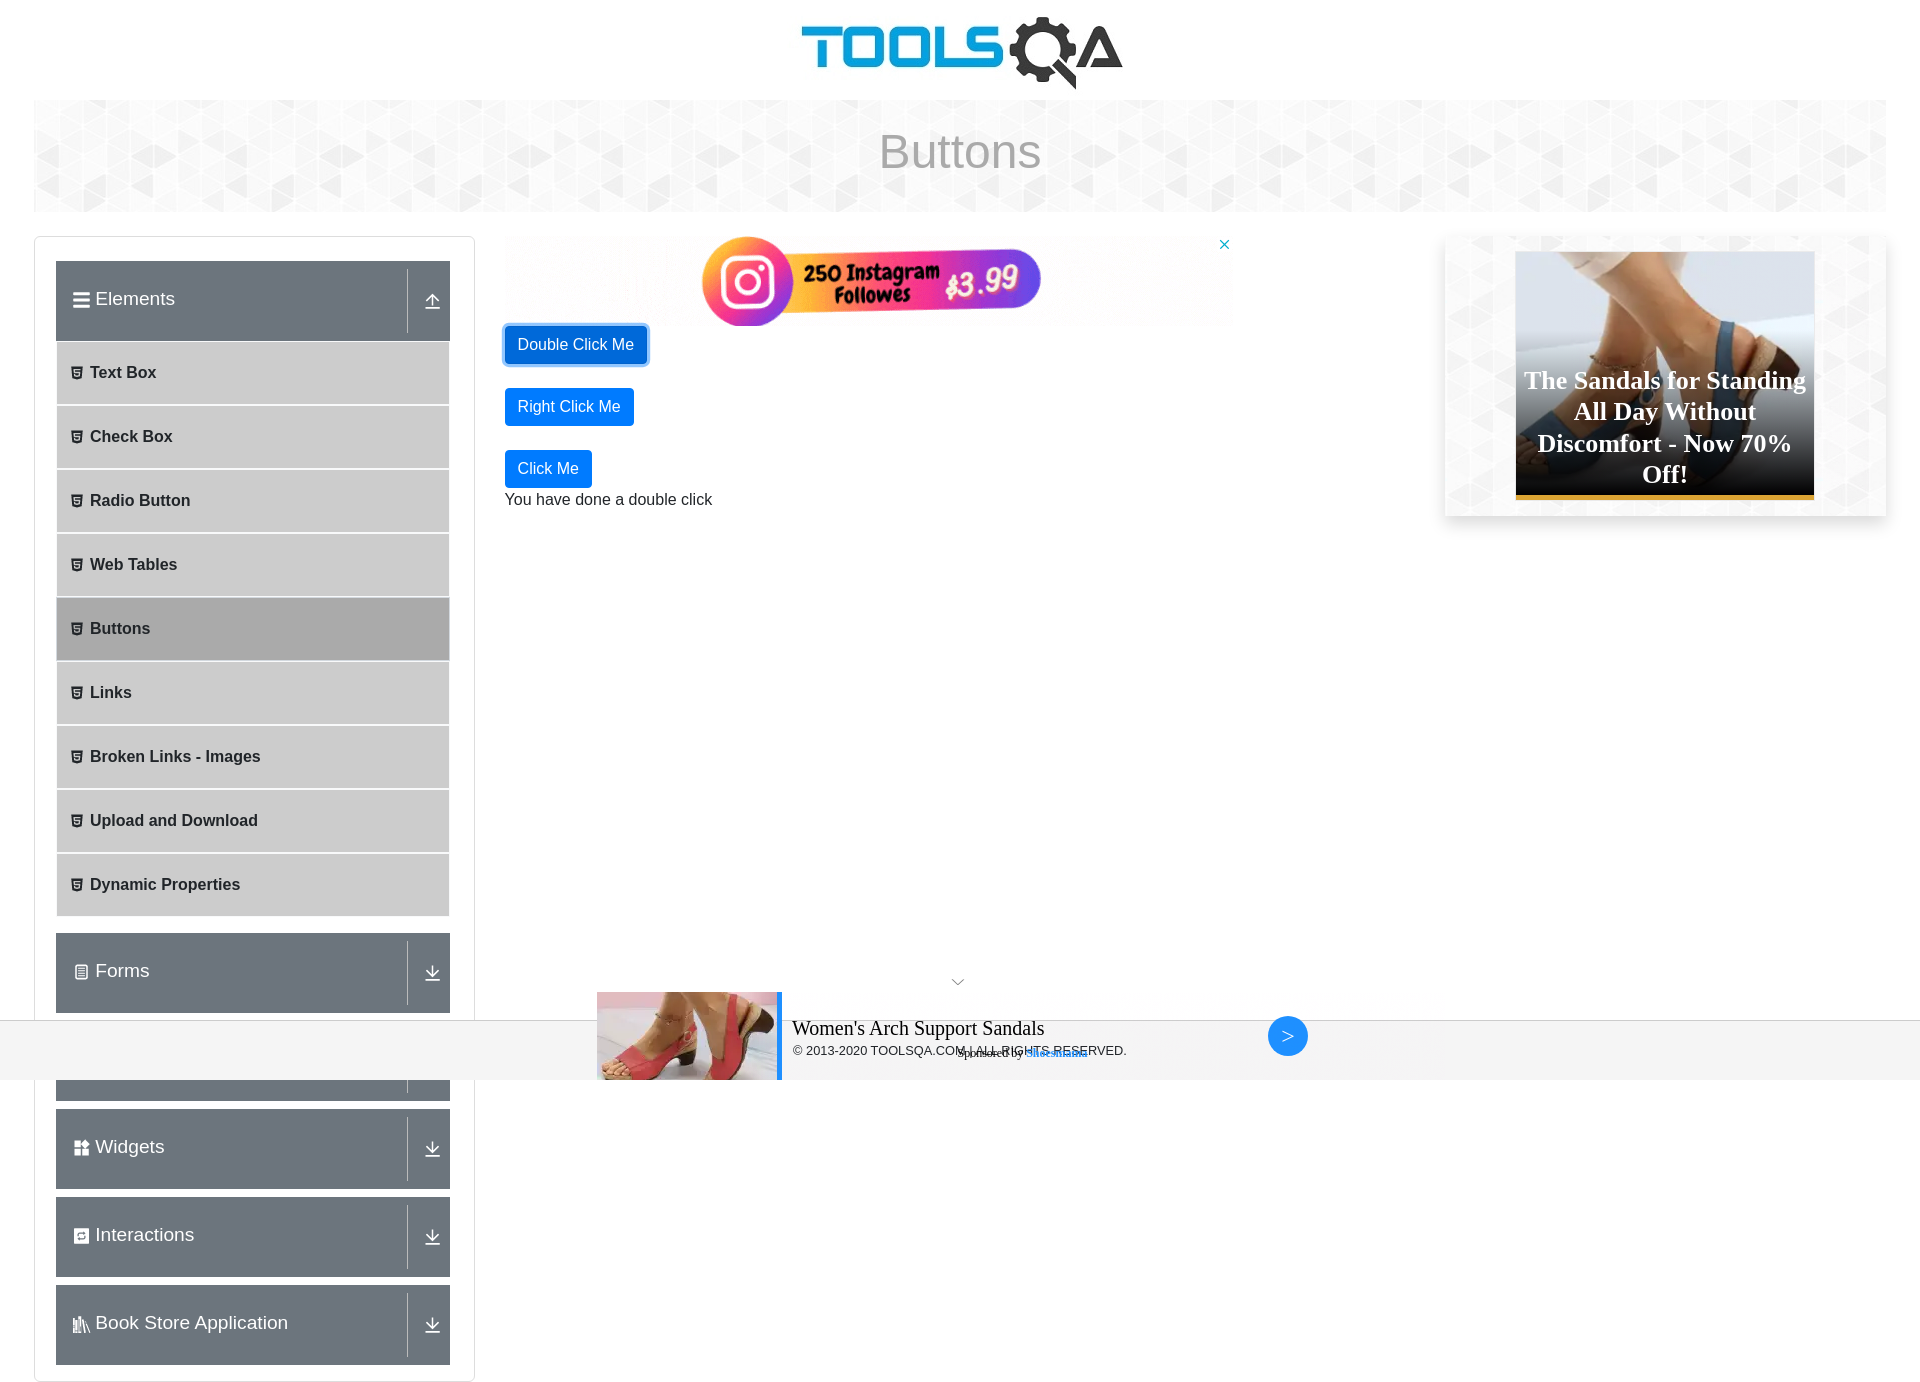 TOOLSQA
Buttons
Elements
Text Box
Check Box
Radio Button
Web Tables
Buttons
Links
Broken Links - Images
Upload and Download
Dynamic Properties
Forms
Widgets
Interactions
Book Store Application
250 Instagram
Followes
$3.99
Double Click Me
Right Click Me
Click Me
You have done a double click
The Sandals for Standing
All Day Without
Discomfort - Now 70%
Off!
Women's Arch Support Sandals
© 2013-2020 TOOLSQA.COM | ALL RIGHTS RESERVED.
Sponsored by Shoesmama
>